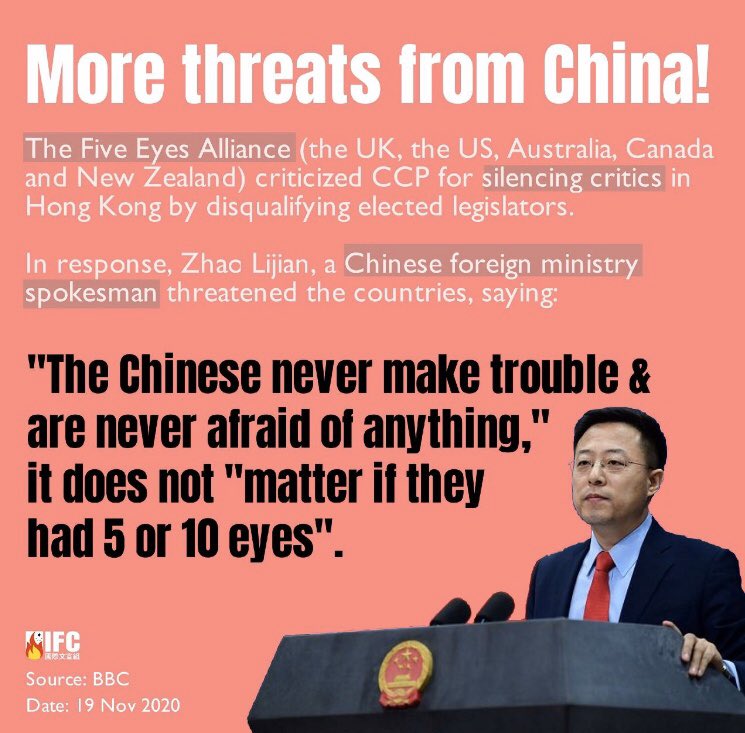 More threats from China!
The Five Eyes Alliance (the UK, the US, Australia, Canada
and New Zealand) criticized CCP for silencing critics in
Hong Kong by disqualifying elected legislators.
In response, Zhao Lijian, a Chinese foreign ministry
spokesman threatened the countries, saying:
"The Chinese never make trouble &
are never afraid of anything,"
it does not "matter if they
had 5 or 10 eyes".
IFC
國際文宣組
Source: BBC
Date: 19 Nov 2020